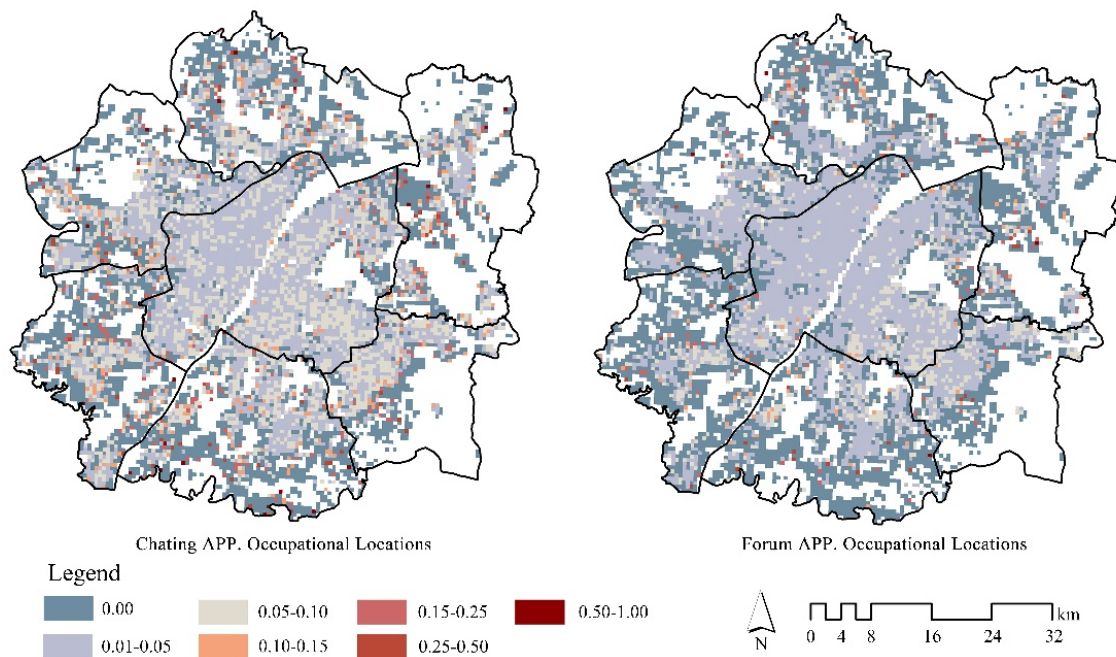 Chating APP. Occupational Locations
Forum APP. Occupational Locations
Legend
0.00
0.05-0.10
0.15-0.25
0.50-1.00
0.01-0.05
0.10-0.15
0.25-0.50
N
km
0 4 8 16 24 32